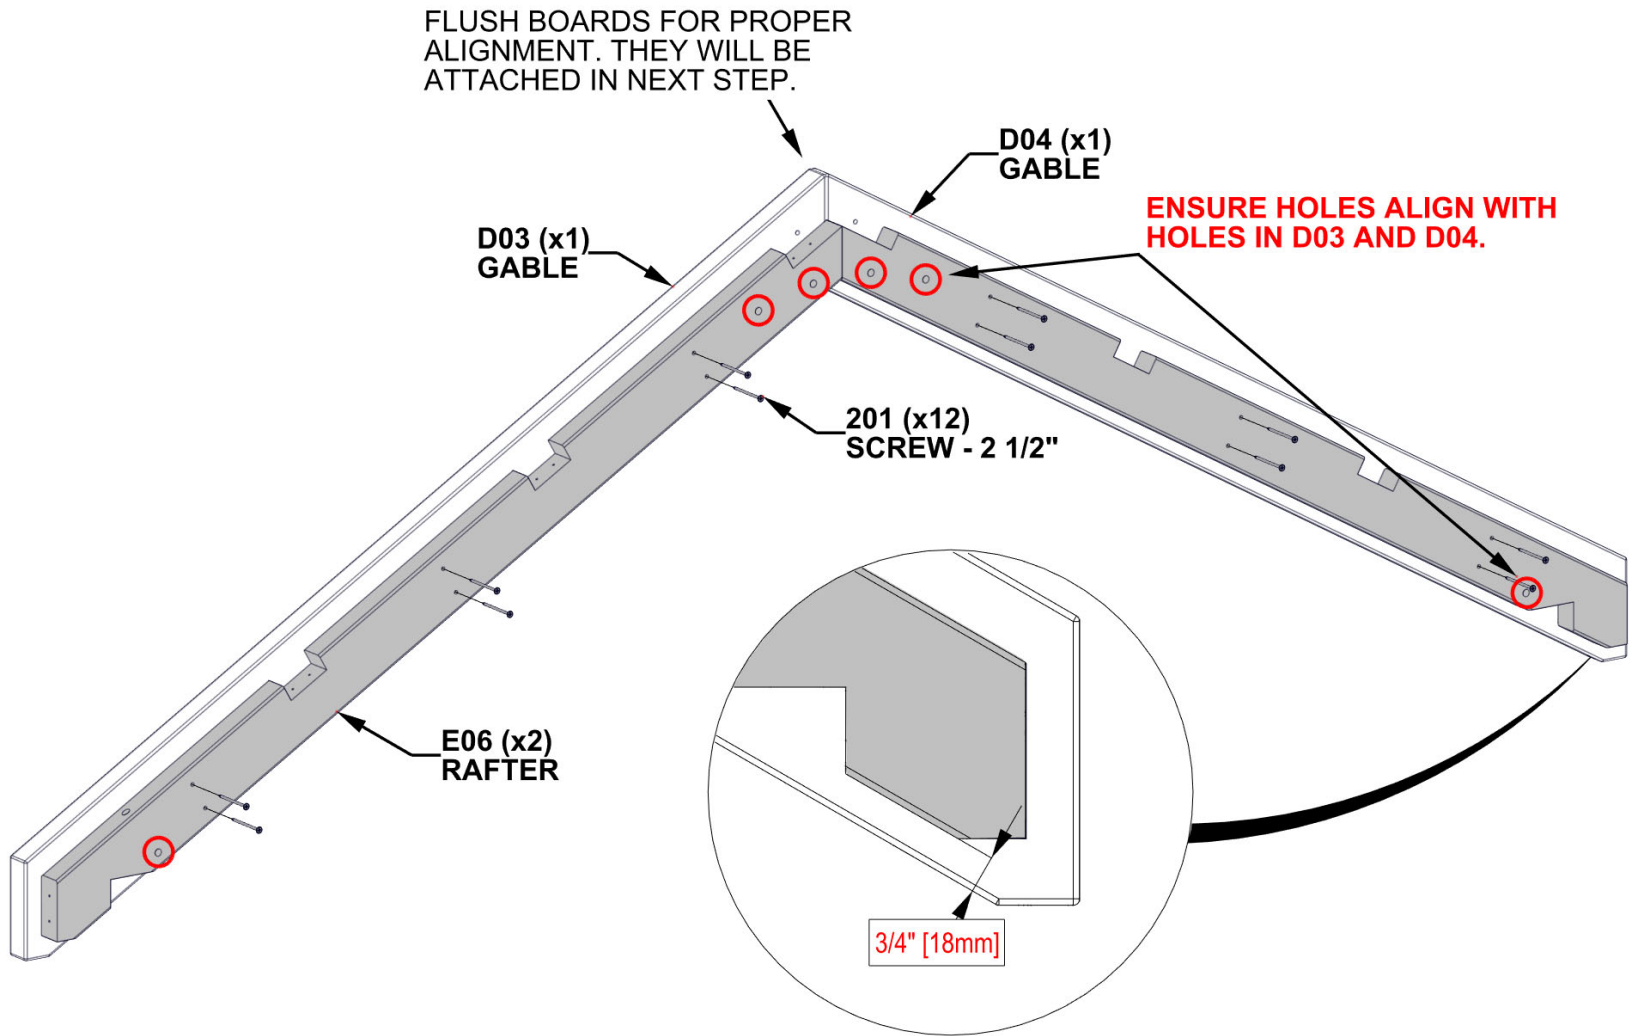 FLUSH BOARDS FOR PROPER
ALIGNMENT. THEY WILL BE
ATTACHED IN NEXT STEP.
D04 (x1)
GABLE
ENSURE HOLES ALIGN WITH
HOLES IN D03 AND D04.
D03 (x1)
GABLE
201 (x12)
SCREW - 2 1/2"
E06 (x2)
RAFTER
3/4" [18mm]